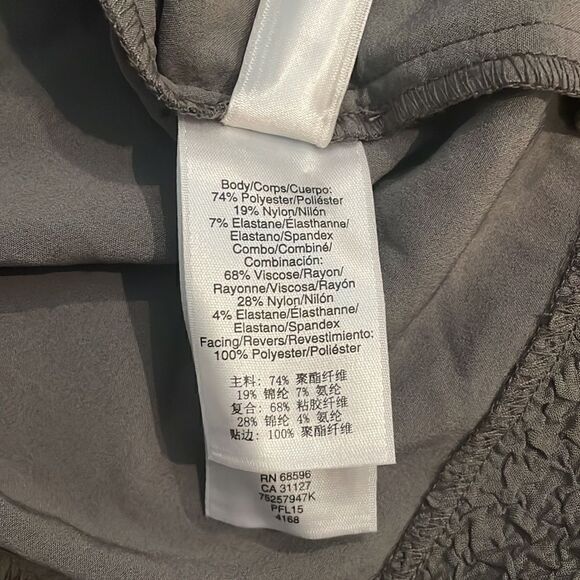 Body/Corps/Cuerpo:
74% Polyester/Poliéster
19% Nylon/Nilón
7% Elastane/Élasthanne/
Elastano/Spandex
Combo/Combiné/
Combinación:
68% Viscose/Rayon/
Rayonne/Viscosa/Rayón
28% Nylon/Nilón
4% Elastane/Élasthanne/
Elastano/Spandex
Facing/Revers/Revestimiento:
100% Polyester/Poliéster
主料: 74% 聚酯纤维
19% 锦纶 7% 氨纶
复合: 68% 粘胶纤维
28% 锦纶 4% 氨纶
贴边: 100% 聚酯纤维
RN 68596
CA 31127
75257947K
PFL15
4168